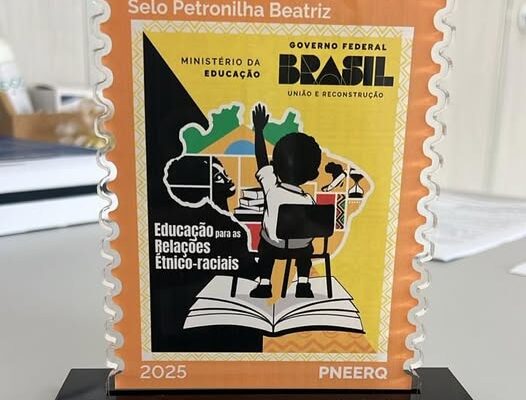 Selo Petronilha Beatriz
MINISTÉRIO DA
EDUCAÇÃO
GOVERNO FEDERAL
BRASIL
UNIÃO E RECONSTRUÇÃO
Educação para as
Relações
Étnico-raciais
2025
PNEERQ